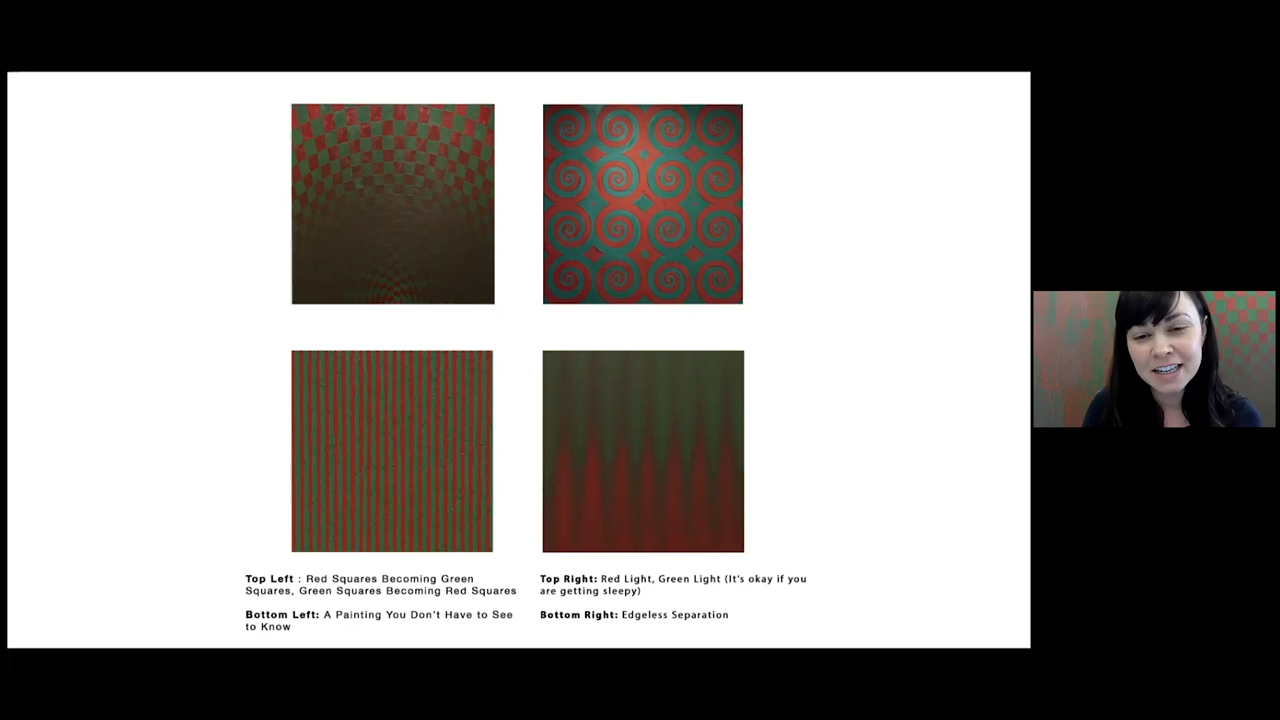 Top Left : Red Squares Becoming Green
Squares, Green Squares Becoming Red Squares
Bottom Left: A Painting You Don't Have to See
to Know
Top Right: Red Light, Green Light (It's okay if you
are getting sleepy)
Bottom Right: Edgeless Separation